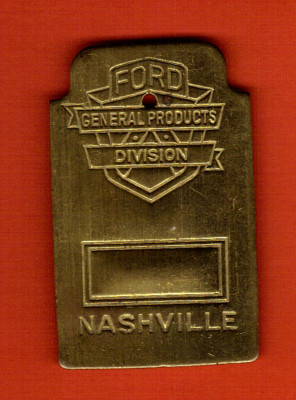 FORD
GENERAL PRODUCTS
DIVISION
NASHVILLE